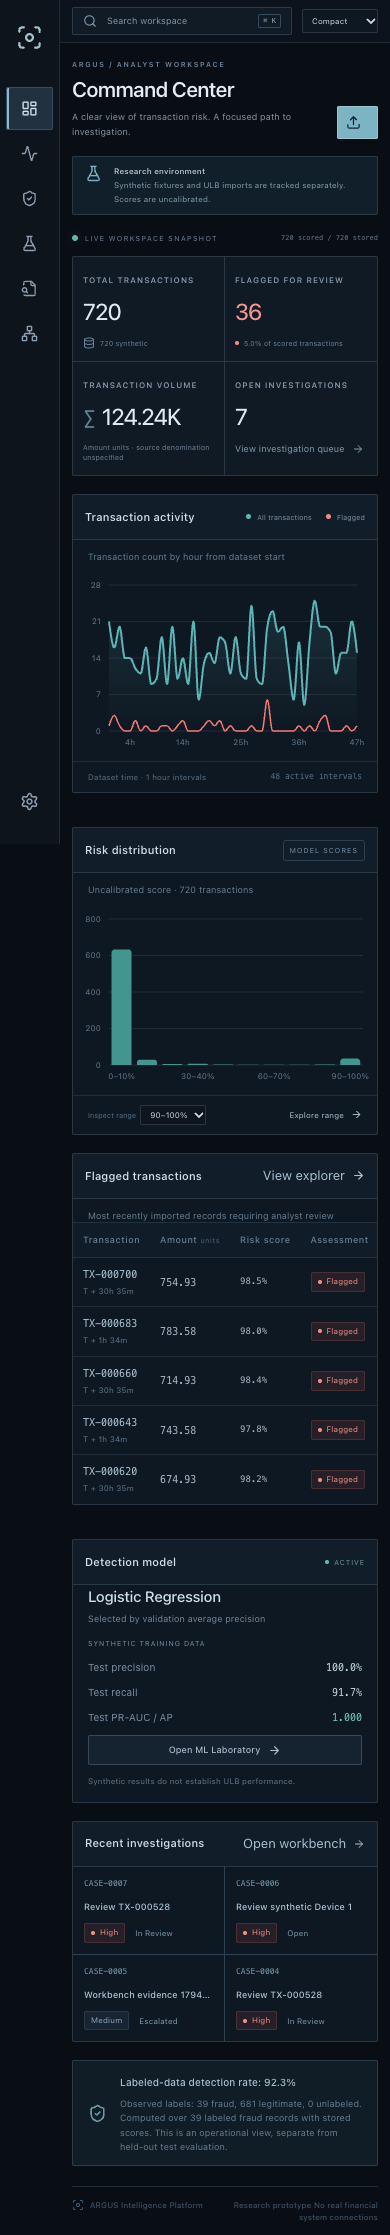 Search workspace
⌘ K
Compact
ARGUS / ANALYST WORKSPACE
Command Center
A clear view of transaction risk. A focused path to
investigation.
Research environment
Synthetic fixtures and ULB imports are tracked separately.
Scores are uncalibrated.
LIVE WORKSPACE SNAPSHOT
720 scored / 720 stored
TOTAL TRANSACTIONS
720
720 synthetic
FLAGGED FOR REVIEW
36
5.0% of scored transactions
TRANSACTION VOLUME
∑ 124.24K
Amount units · source denomination
unspecified
OPEN INVESTIGATIONS
7
View investigation queue →
Transaction activity
All transactions
Flagged
Transaction count by hour from dataset start
28
21
14
7
0
4h 14h 25h 36h 47h
Dataset time · 1 hour intervals
48 active intervals
Risk distribution
MODEL SCORES
Uncalibrated score · 720 transactions
800
600
400
200
0
0–10% 30–40% 60–70% 90–100%
Inspect range
90–100%
Explore range →
Flagged transactions
View explorer →
Most recently imported records requiring analyst review
Transaction Amount units Risk score Assessment
TX-000700 754.93 98.5% Flagged
T + 30h 35m
TX-000683 783.58 98.0% Flagged
T + 1h 34m
TX-000660 714.93 98.4% Flagged
T + 30h 35m
TX-000643 743.58 97.8% Flagged
T + 1h 34m
TX-000620 674.93 98.2% Flagged
T + 30h 35m
Detection model
ACTIVE
Logistic Regression
Selected by validation average precision
SYNTHETIC TRAINING DATA
Test precision 100.0%
Test recall 91.7%
Test PR-AUC / AP 1.000
Open ML Laboratory →
Synthetic results do not establish ULB performance.
Recent investigations
Open workbench →
CASE-0007
Review TX-000528
High In Review
CASE-0006
Review synthetic Device 1
High Open
CASE-0005
Workbench evidence 1794...
Medium Escalated
CASE-0004
Review TX-000528
High In Review
Labeled-data detection rate: 92.3%
Observed labels: 39 fraud, 681 legitimate, 0 unlabeled.
Computed over 39 labeled fraud records with stored
scores. This is an operational view, separate from
held-out test evaluation.
ARGUS Intelligence Platform
Research prototype No real financial
system connections